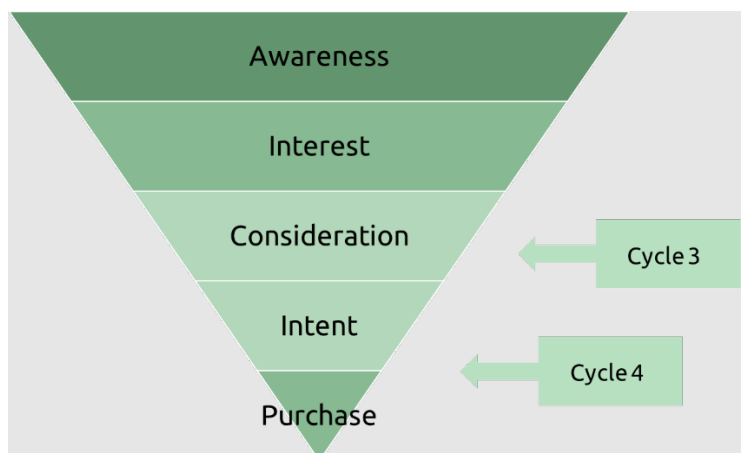 Awareness
Interest
Consideration
Cycle 3
Intent
Cycle 4
Purchase